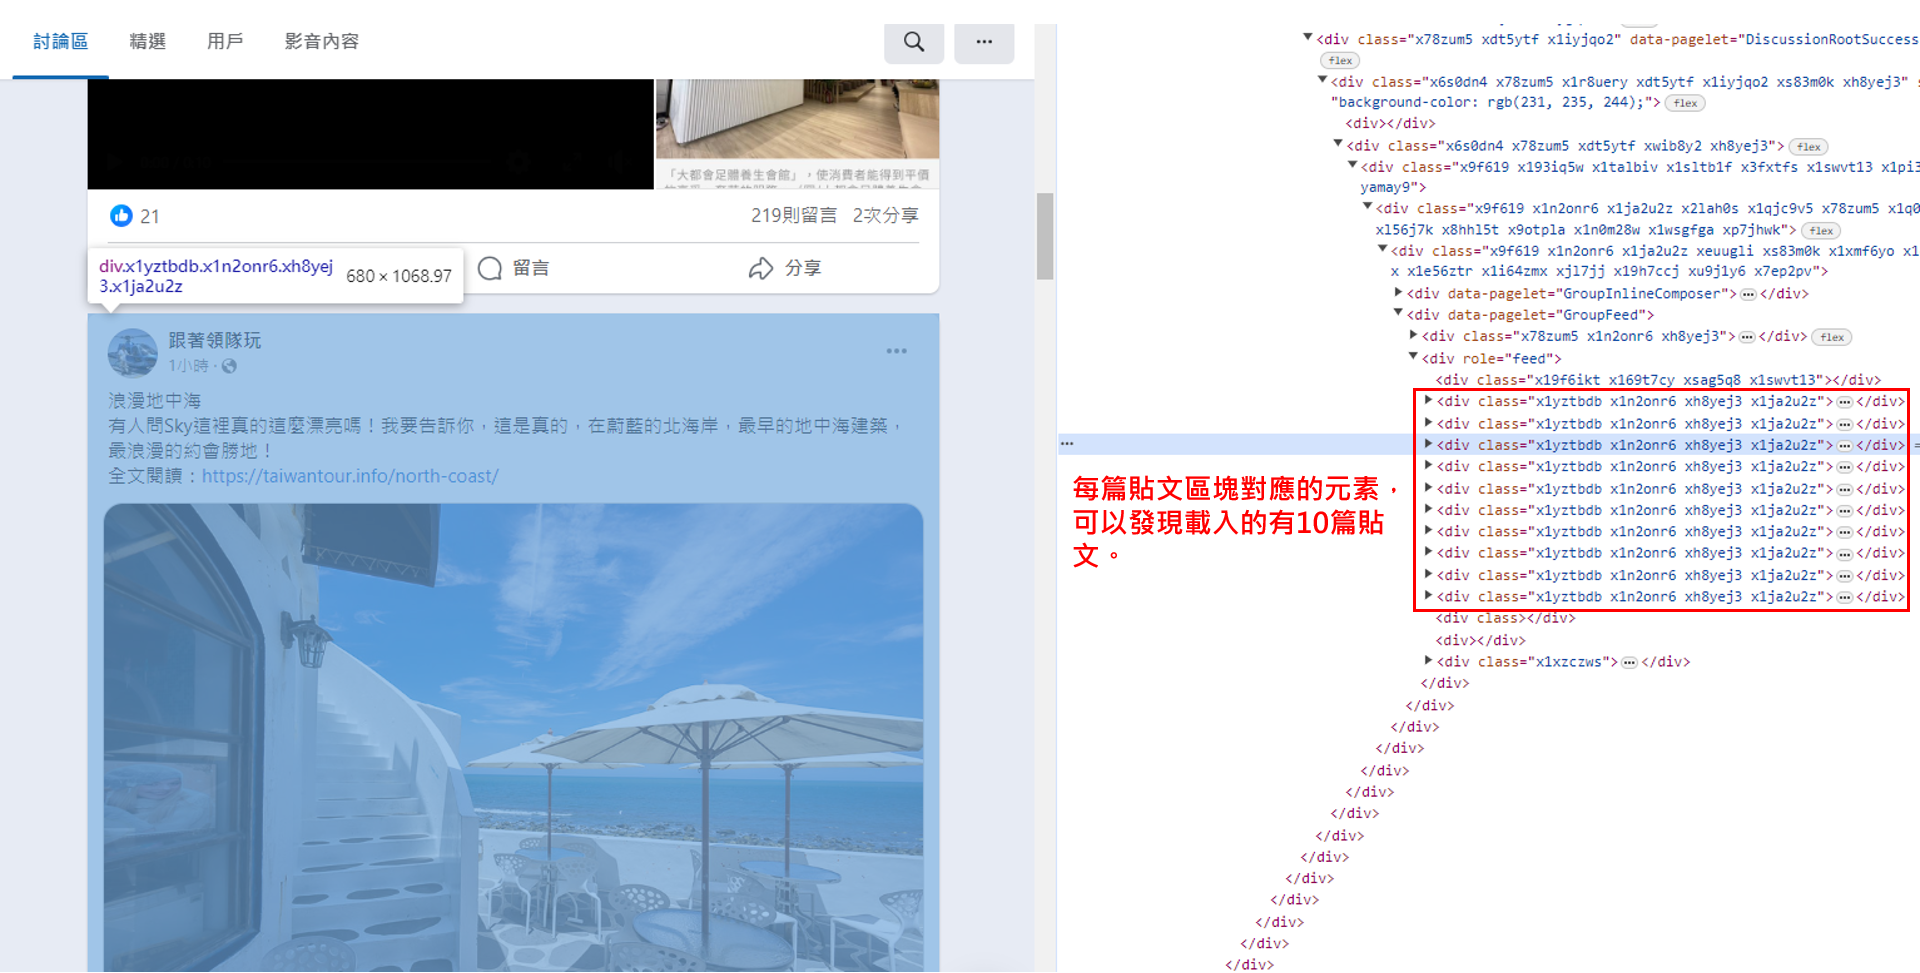 討論區 精選 用戶 影音內容
「大都會足體養生會館」，使消費者能得到平價
21 219則留言 2次分享
div.x1yztbdb.x1n2onr6.xh8yej
3.x1ja2u2z
680 × 1068.97
留言 分享
跟著領隊玩
1小時 ·
浪漫地中海
有人問Sky這裡真的這麼漂亮嗎！我要告訴你，這是真的，在蔚藍的北海岸，最早的地中海建築，
最浪漫的約會勝地！
全文閱讀：https://taiwantour.info/north-coast/
<div class="x78zum5 xdt5ytf x1iyjqo2" data-pagelet="DiscussionRootSuccess
flex
<div class="x6s0dn4 x78zum5 x1r8uery xdt5ytf x1iyjqo2 xs83m0k xh8yej3" s
"background-color: rgb(231, 235, 244);"> flex
<div></div>
<div class="x6s0dn4 x78zum5 xdt5ytf xwib8y2 xh8yej3"> flex
<div class="x9f619 x193iq5w x1talbiv x1sltb1f x3fxtfs x1swvt13 x1pi3
yamay9">
<div class="x9f619 x1n2onr6 x1ja2u2z x2lah0s x1qjc9v5 x78zum5 x1q0
xl56j7k x8hhl5t x9otpla x1n0m28w x1wsgfga xp7jhwk"> flex
<div class="x9f619 x1n2onr6 x1ja2u2z xeuugli xs83m0k x1xmf6yo x1
x x1e56ztr x1i64zmx xjl7jj x19h7ccj xu9j1y6 x7ep2pv">
<div data-pagelet="GroupInlineComposer"> ⋯ </div>
<div data-pagelet="GroupFeed">
<div class="x78zum5 x1n2onr6 xh8yej3"> ⋯ </div> flex
<div role="feed">
<div class="x19f6ikt x169t7cy xsag5q8 x1swvt13"></div>
<div class="x1yztbdb x1n2onr6 xh8yej3 x1ja2u2z"> ⋯ </div>
<div class="x1yztbdb x1n2onr6 xh8yej3 x1ja2u2z"> ⋯ </div>
<div class="x1yztbdb x1n2onr6 xh8yej3 x1ja2u2z"> ⋯ </div> =
<div class="x1yztbdb x1n2onr6 xh8yej3 x1ja2u2z"> ⋯ </div>
<div class="x1yztbdb x1n2onr6 xh8yej3 x1ja2u2z"> ⋯ </div>
<div class="x1yztbdb x1n2onr6 xh8yej3 x1ja2u2z"> ⋯ </div>
<div class="x1yztbdb x1n2onr6 xh8yej3 x1ja2u2z"> ⋯ </div>
<div class="x1yztbdb x1n2onr6 xh8yej3 x1ja2u2z"> ⋯ </div>
<div class="x1yztbdb x1n2onr6 xh8yej3 x1ja2u2z"> ⋯ </div>
<div class="x1yztbdb x1n2onr6 xh8yej3 x1ja2u2z"> ⋯ </div>
<div class></div>
<div></div>
<div class="x1xzczws"> ⋯ </div>
</div>
</div>
</div>
</div>
</div>
</div>
</div>
</div>
</div>
</div>
</div>
</div>
</div>
</div>
每篇貼文區塊對應的元素，
可以發現載入的有10篇貼
文。